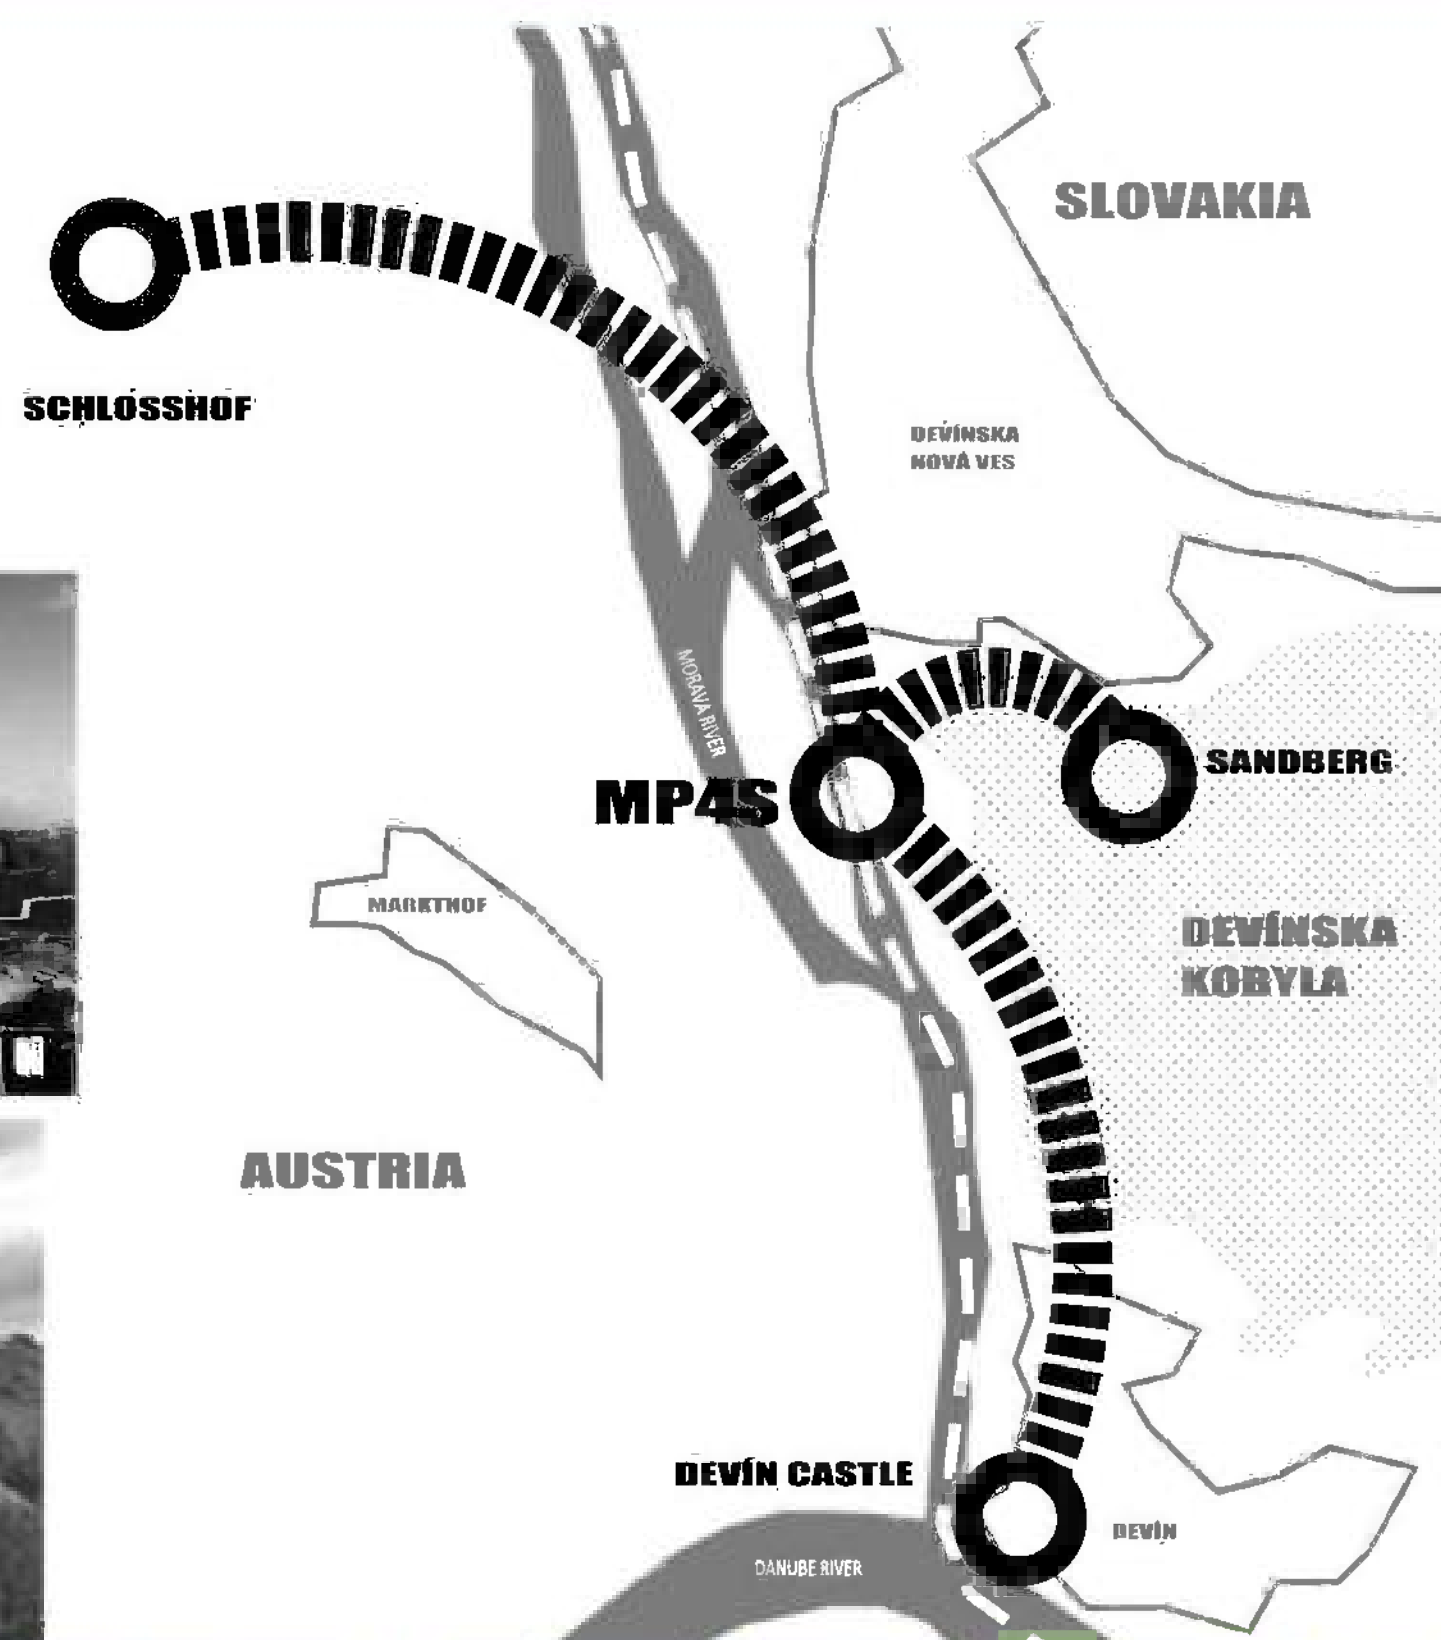 SLOVAKIA
SCHLOSSHOF
DEVÍNSKA
NOVÁ VES
MORAVA RIVER
SANDBERG
MP4S
MARKTHOF
DEVÍNSKA
KOBYLA
AUSTRIA
DEVÍN CASTLE
DEVÍN
DANUBE RIVER